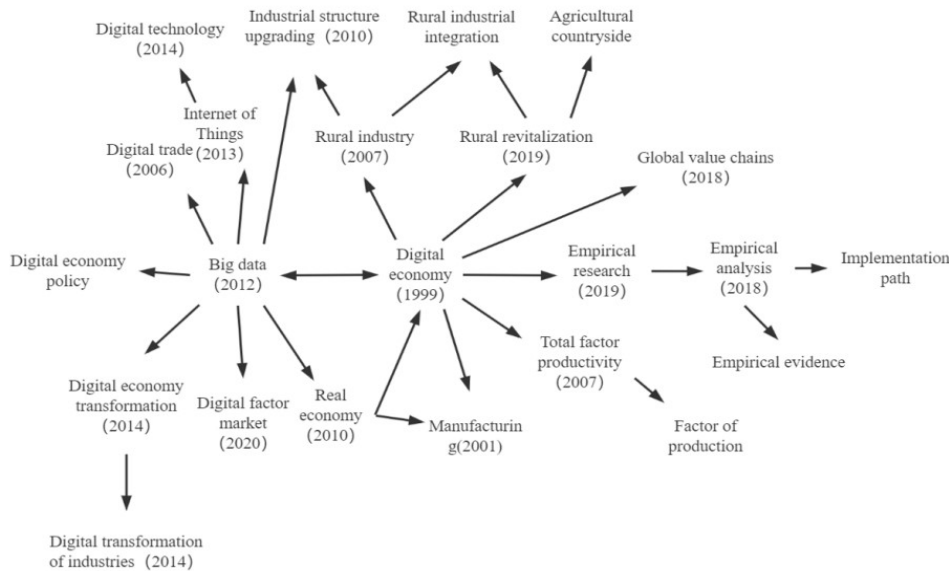 Digital technology
(2014)
Industrial structure
upgrading (2010)
Rural industrial
integration
Agricultural
countryside
Internet of
Things
(2013)
Digital trade
(2006)
Rural industry
(2007)
Rural revitalization
(2019)
Global value chains
(2018)
Digital economy
policy
Big data
(2012)
Digital
economy
(1999)
Empirical
research
(2019)
Empirical
analysis
(2018)
Implementation
path
Total factor
productivity
(2007)
Empirical evidence
Digital economy
transformation
(2014)
Digital factor
market
(2020)
Real
economy
(2010)
Manufacturin
g(2001)
Factor of
production
Digital transformation
of industries (2014)